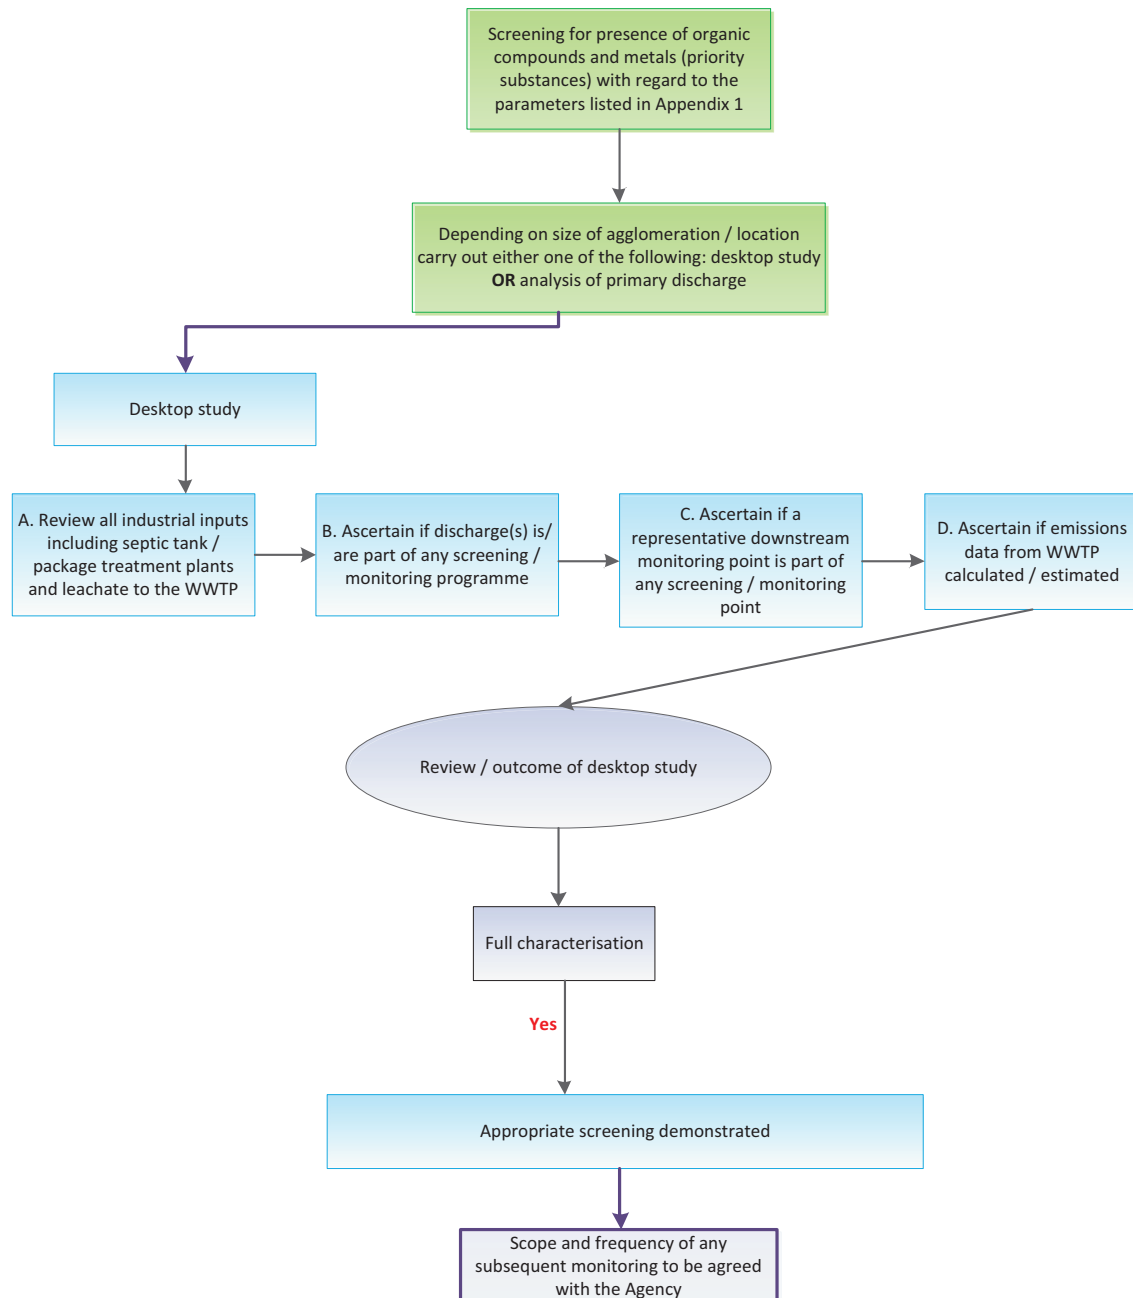 Screening for presence of organic
compounds and metals (priority
substances) with regard to the
parameters listed in Appendix 1
Depending on size of agglomeration / location
carry out either one of the following: desktop study
OR analysis of primary discharge
Desktop study
A. Review all industrial inputs
including septic tank /
package treatment plants
and leachate to the WWTP
B. Ascertain if discharge(s) is/
are part of any screening /
monitoring programme
C. Ascertain if a
representative downstream
monitoring point is part of
any screening / monitoring
point
D. Ascertain if emissions
data from WWTP
calculated / estimated
Review / outcome of desktop study
Full characterisation
Yes
Appropriate screening demonstrated
Scope and frequency of any
subsequent monitoring to be agreed
with the Agency